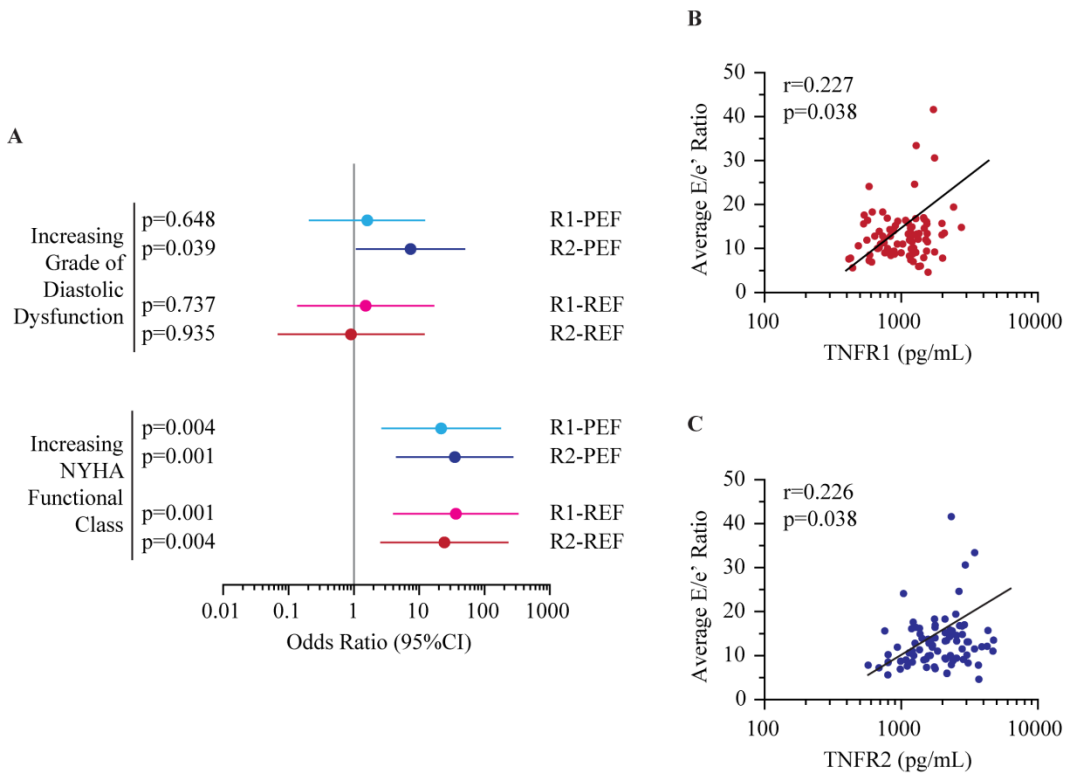 A
Increasing
Grade of
Diastolic
Dysfunction
p=0.648
p=0.039
p=0.737
p=0.935
R1-PEF
R2-PEF
R1-REF
R2-REF
Increasing
NYHA
Functional
Class
p=0.004
p=0.001
p=0.001
p=0.004
R1-PEF
R2-PEF
R1-REF
R2-REF
0.01 0.1 1 10 100 1000
Odds Ratio (95%CI)
B
r=0.227
p=0.038
Average E/e' Ratio
50
40
30
20
10
0
100 1000 10000
TNFR1 (pg/mL)
C
r=0.226
p=0.038
Average E/e' Ratio
50
40
30
20
10
0
100 1000 10000
TNFR2 (pg/mL)